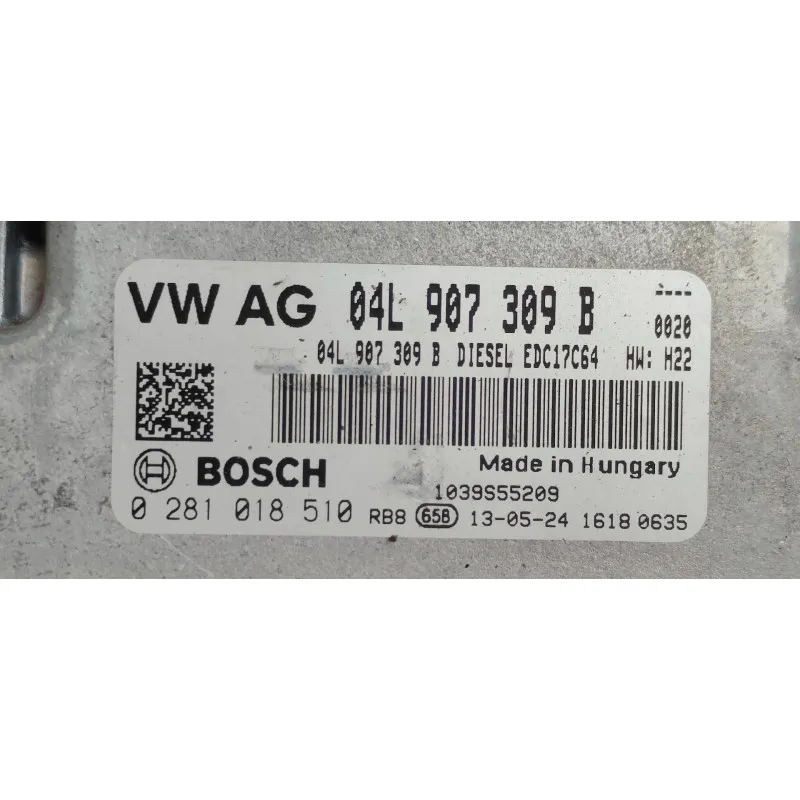 VW AG 04L 907 309 B ----
0020
04L 907 309 B DIESEL EDC17C64 HW: H22
BOSCH Made in Hungary
1039S55209
0 281 018 510 RB8 65B 13-05-24 1618 0635